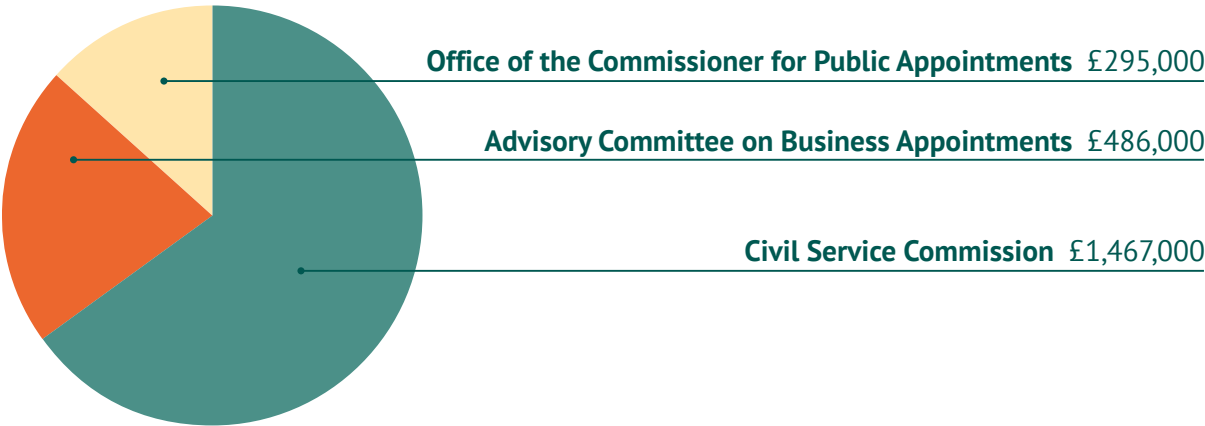 Office of the Commissioner for Public Appointments £295,000
Advisory Committee on Business Appointments £486,000
Civil Service Commission £1,467,000